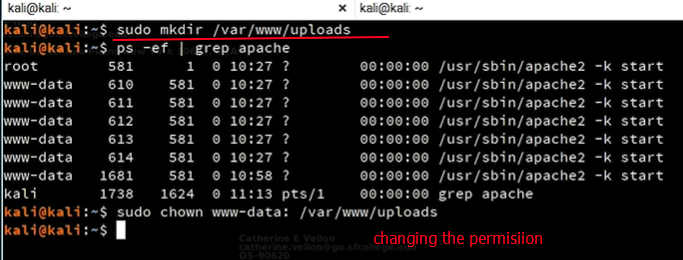 kali@kali: ~ × kali@kali: ~
kali@kali:~$ sudo mkdir /var/www/uploads
kali@kali:~$ ps -ef | grep apache
root 581 1 0 10:27 ? 00:00:00 /usr/sbin/apache2 -k start
www-data 610 581 0 10:27 ? 00:00:00 /usr/sbin/apache2 -k start
www-data 611 581 0 10:27 ? 00:00:00 /usr/sbin/apache2 -k start
www-data 612 581 0 10:27 ? 00:00:00 /usr/sbin/apache2 -k start
www-data 613 581 0 10:27 ? 00:00:00 /usr/sbin/apache2 -k start
www-data 614 581 0 10:27 ? 00:00:00 /usr/sbin/apache2 -k start
www-data 1681 581 0 10:58 ? 00:00:00 /usr/sbin/apache2 -k start
kali 1738 1624 0 11:13 pts/1 00:00:00 grep apache
kali@kali:~$ sudo chown www-data: /var/www/uploads
kali@kali:~$
Catherine E Vellon
changing the permisiion
catherine.vellon@go.sfcollege.edu
OS-90620